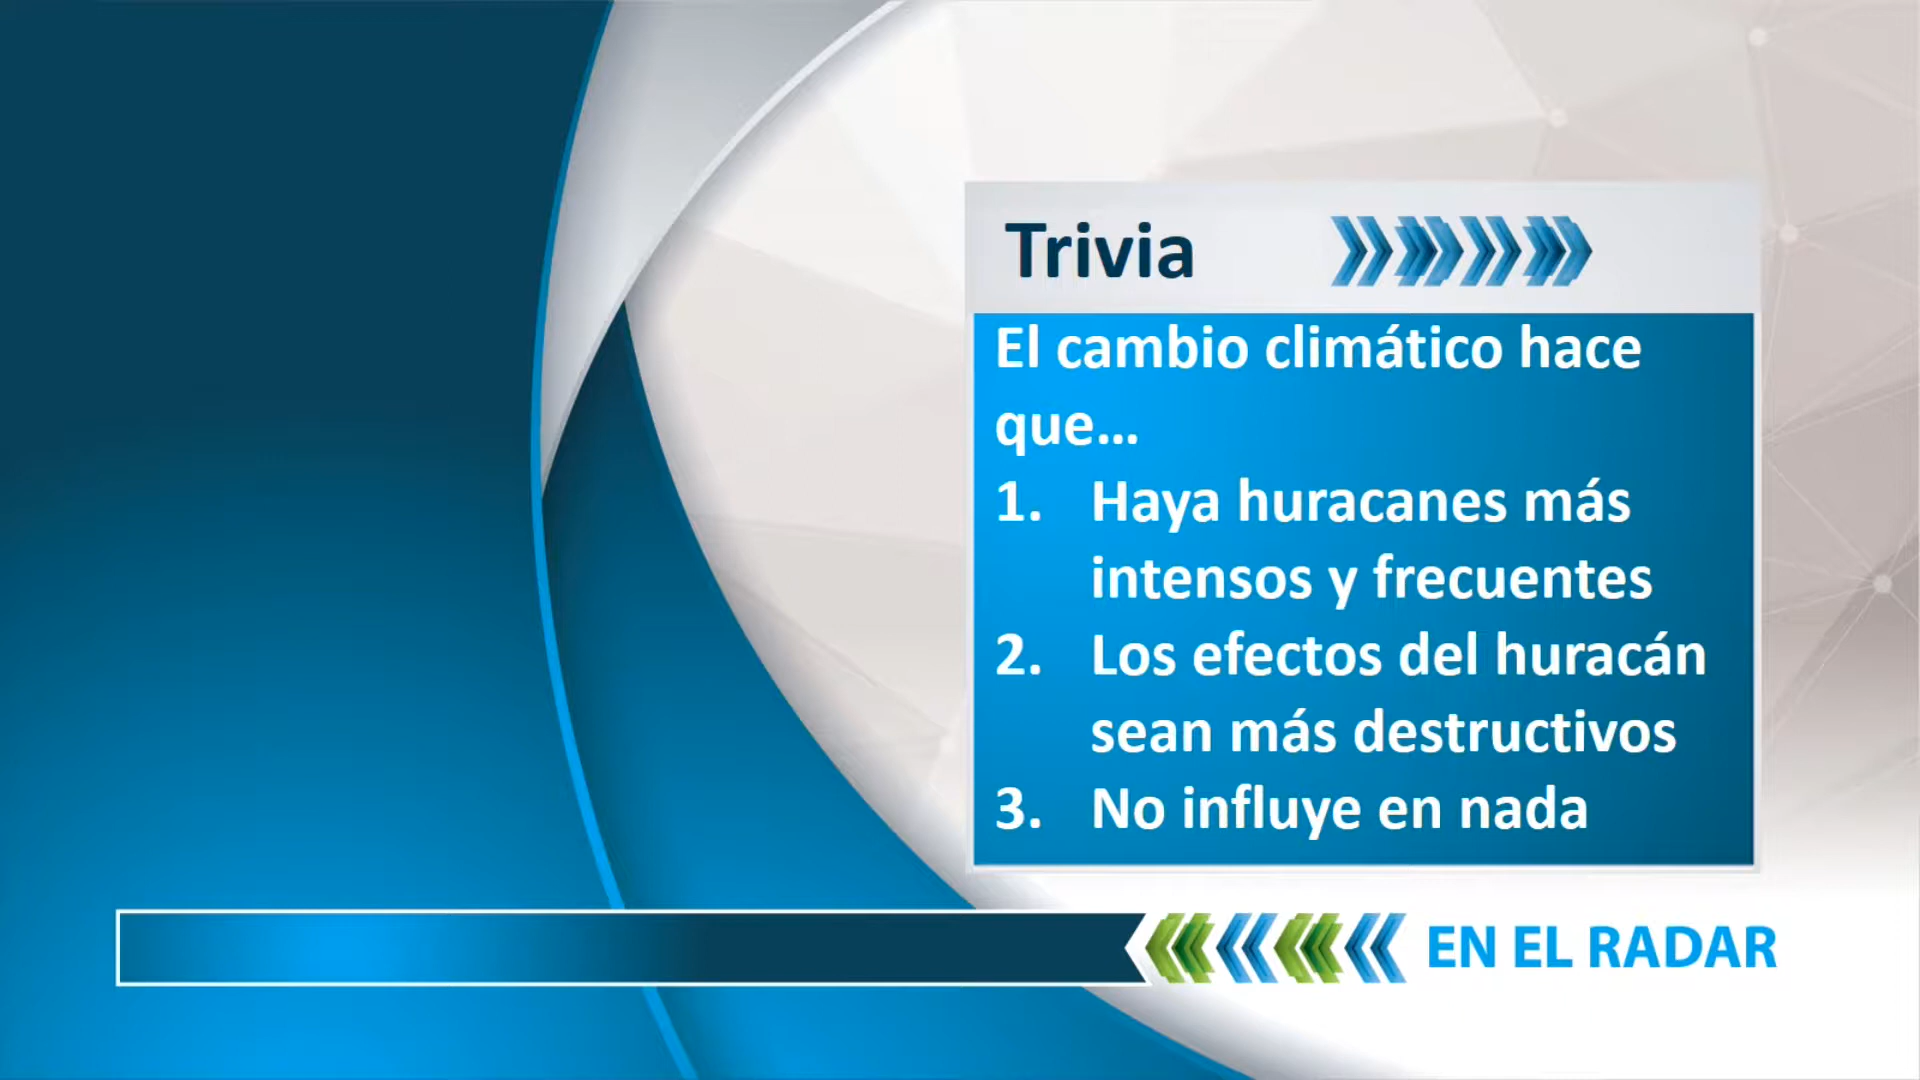 Trivia
El cambio climático hace
que...
1. Haya huracanes más
intensos y frecuentes
2. Los efectos del huracán
sean más destructivos
3. No influye en nada
EN EL RADAR